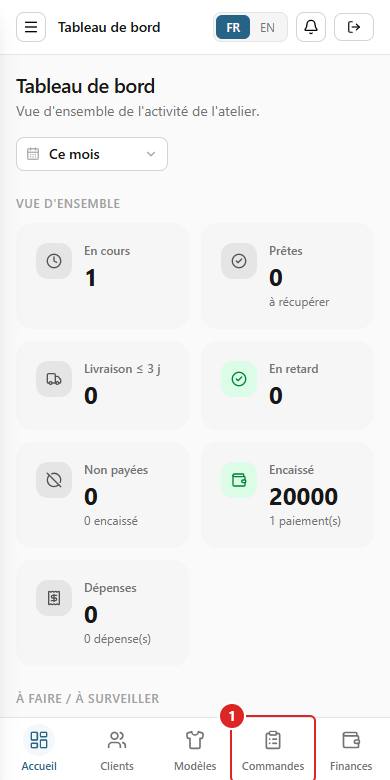 Tableau de bord
FR
EN
Tableau de bord
Vue d'ensemble de l'activité de l'atelier.
Ce mois
VUE D'ENSEMBLE
En cours
1
Prêtes
0
à récupérer
Livraison ≤ 3 j
0
En retard
0
Non payées
0
0 encaissé
Encaissé
20000
1 paiement(s)
Dépenses
0
0 dépense(s)
À FAIRE / À SURVEILLER
1
Accueil
Clients
Modèles
Commandes
Finances